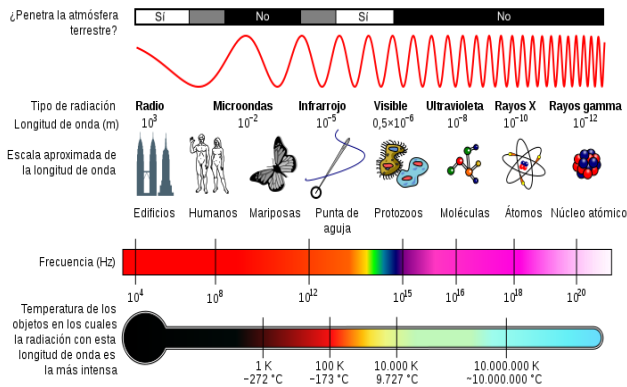 ¿Penetra la atmósfera
terrestre?
Sí No Sí No
Tipo de radiación Radio Microondas Infrarrojo Visible Ultravioleta Rayos X Rayos gamma
Longitud de onda (m) 10³ 10⁻² 10⁻⁵ 0,5×10⁻⁶ 10⁻⁸ 10⁻¹⁰ 10⁻¹²
Escala aproximada de
la longitud de onda
Edificios Humanos Mariposas Punta de
aguja Protozoos Moléculas Átomos Núcleo atómico
Frecuencia (Hz)
10⁴ 10⁸ 10¹² 10¹⁵ 10¹⁶ 10¹⁸ 10²⁰
Temperatura de los
objetos en los cuales
la radiación con esta
longitud de onda es
la más intensa
1 K 100 K 10.000 K 10.000.000 K
−272 °C −173 °C 9.727 °C ~10.000.000 °C